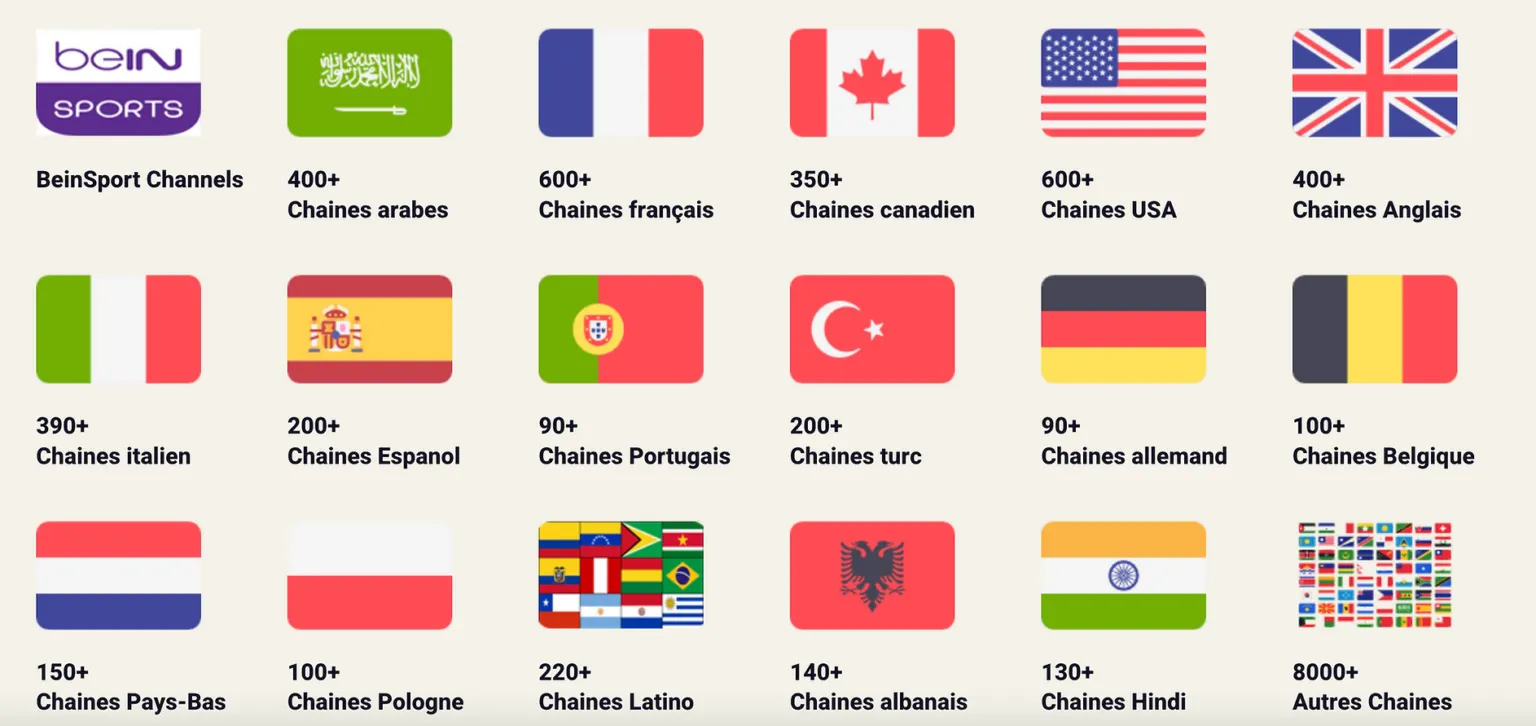 beIN
SPORTS
BeinSport Channels
400+
Chaines arabes
600+
Chaines français
350+
Chaines canadien
600+
Chaines USA
400+
Chaines Anglais
390+
Chaines italien
200+
Chaines Espanol
90+
Chaines Portugais
200+
Chaines turc
90+
Chaines allemand
100+
Chaines Belgique
150+
Chaines Pays-Bas
100+
Chaines Pologne
220+
Chaines Latino
140+
Chaines albanais
130+
Chaines Hindi
8000+
Autres Chaines